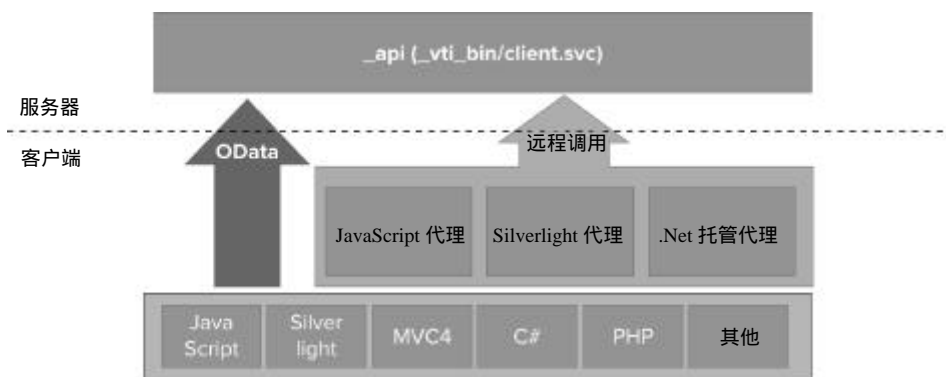 _api (_vti_bin/client.svc)
服务器
客户端
OData
远程调用
JavaScript 代理
Silverlight 代理
.Net 托管代理
Java
Script
Silver
light
MVC4
C#
PHP
其他